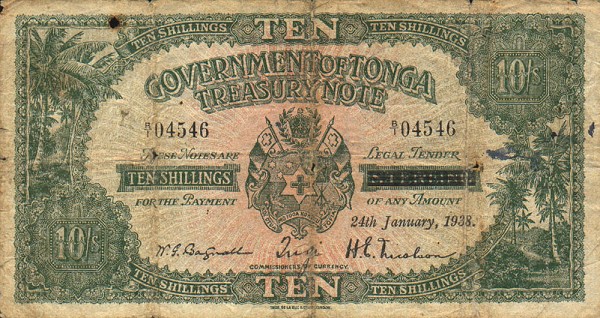 TEN
TEN SHILLINGS TEN SHILLINGS
10/s 10/s
GOVERNMENT OF TONGA
TREASURY NOTE
B/1 04546 B/1 04546
THESE NOTES ARE LEGAL TENDER
TEN SHILLINGS
FOR THE PAYMENT OF ANY AMOUNT
24th January, 1938.
10/s
COMMISSIONERS OF CURRENCY.
TEN SHILLINGS TEN SHILLINGS
TEN